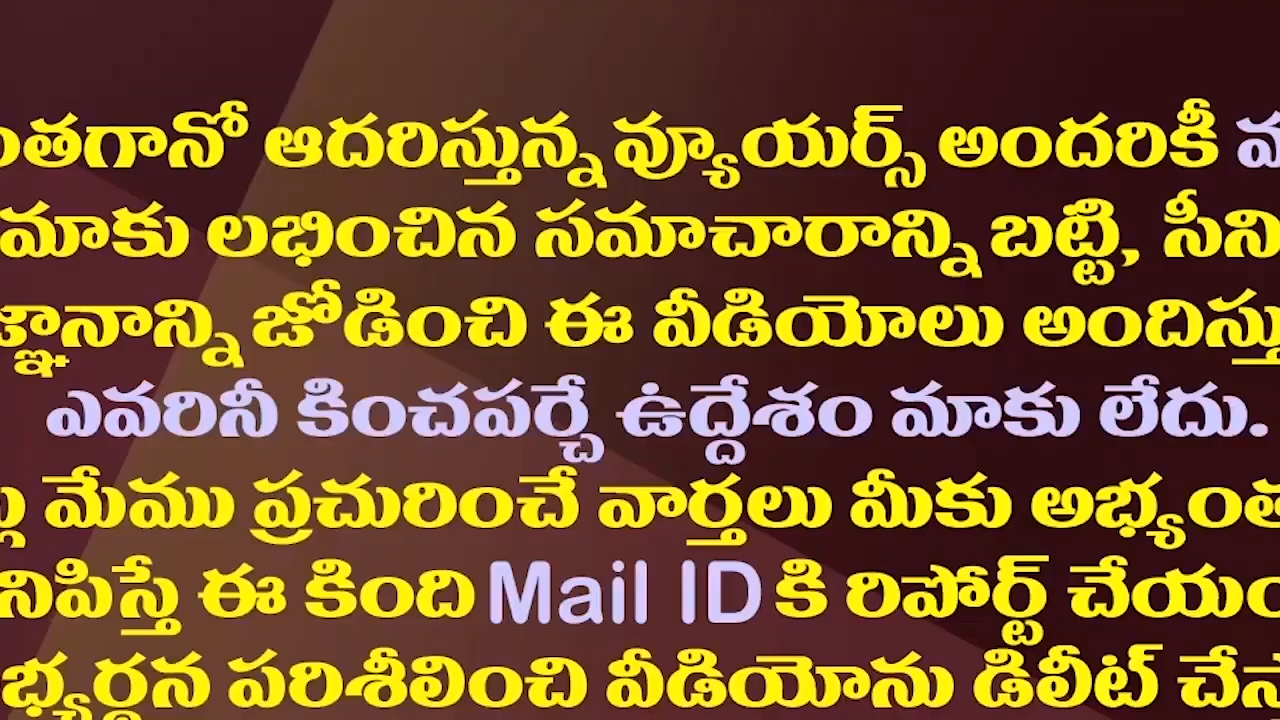 ంతగానో ఆదరిస్తున్న వ్యూయర్స్ అందరికీ
మాకు లభించిన సమాచారాన్ని బట్టి, సీని
జ్ఞానాన్ని జోడించి ఈ వీడియోలు అందిస్తు
ఎవరినీ కించపర్చే ఉద్దేశం మాకు లేదు.
మేము ప్రచురించే వార్తలు మీకు అభ్యంత
నిపిస్తే ఈ కింది Mail ID కి రిపోర్ట్ చేయం
భ్యర్థన పరిశీలించి వీడియోను డిలీట్ చేస